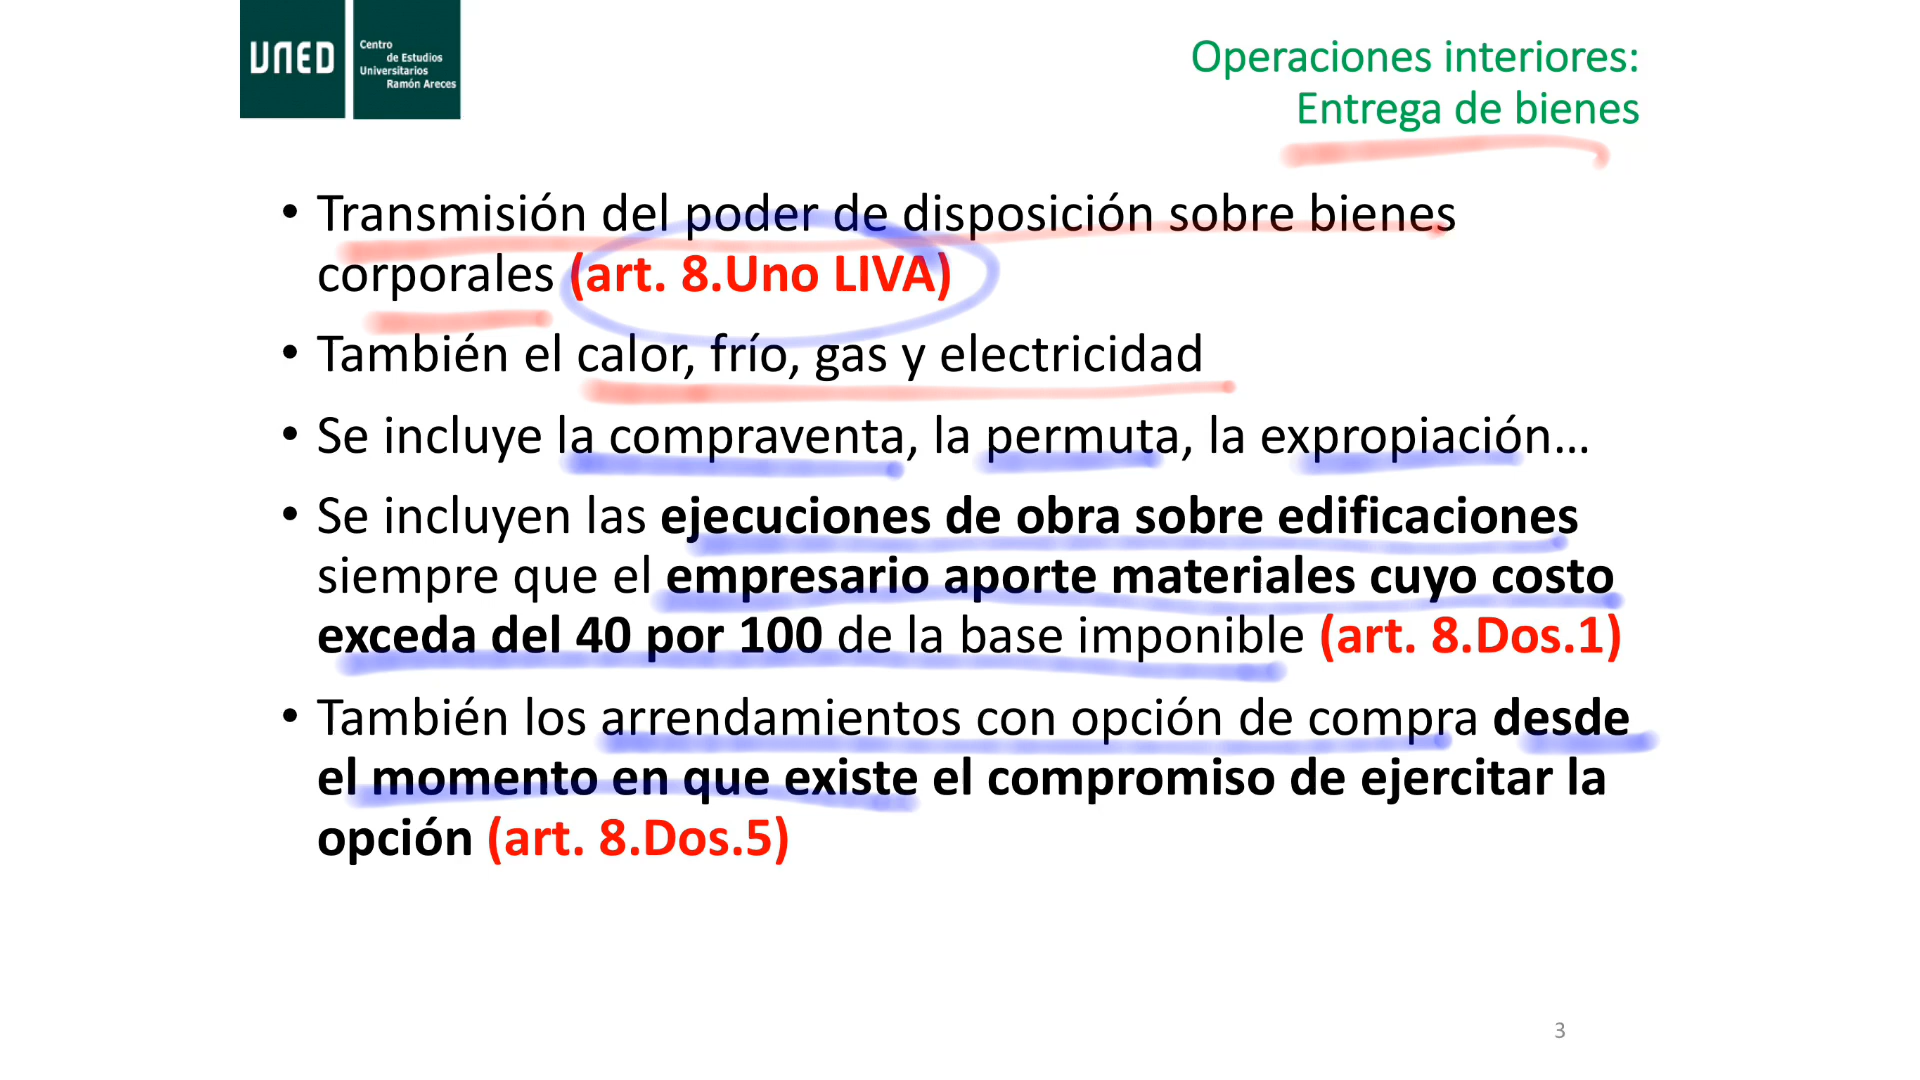 UNED
Centro
de Estudios
Universitarios
Ramón Areces
Operaciones interiores:
Entrega de bienes
• Transmisión del poder de disposición sobre bienes
corporales (art. 8.Uno LIVA)
• También el calor, frío, gas y electricidad
• Se incluye la compraventa, la permuta, la expropiación...
• Se incluyen las ejecuciones de obra sobre edificaciones
siempre que el empresario aporte materiales cuyo costo
exceda del 40 por 100 de la base imponible (art. 8.Dos.1)
• También los arrendamientos con opción de compra desde
el momento en que existe el compromiso de ejercitar la
opción (art. 8.Dos.5)
3